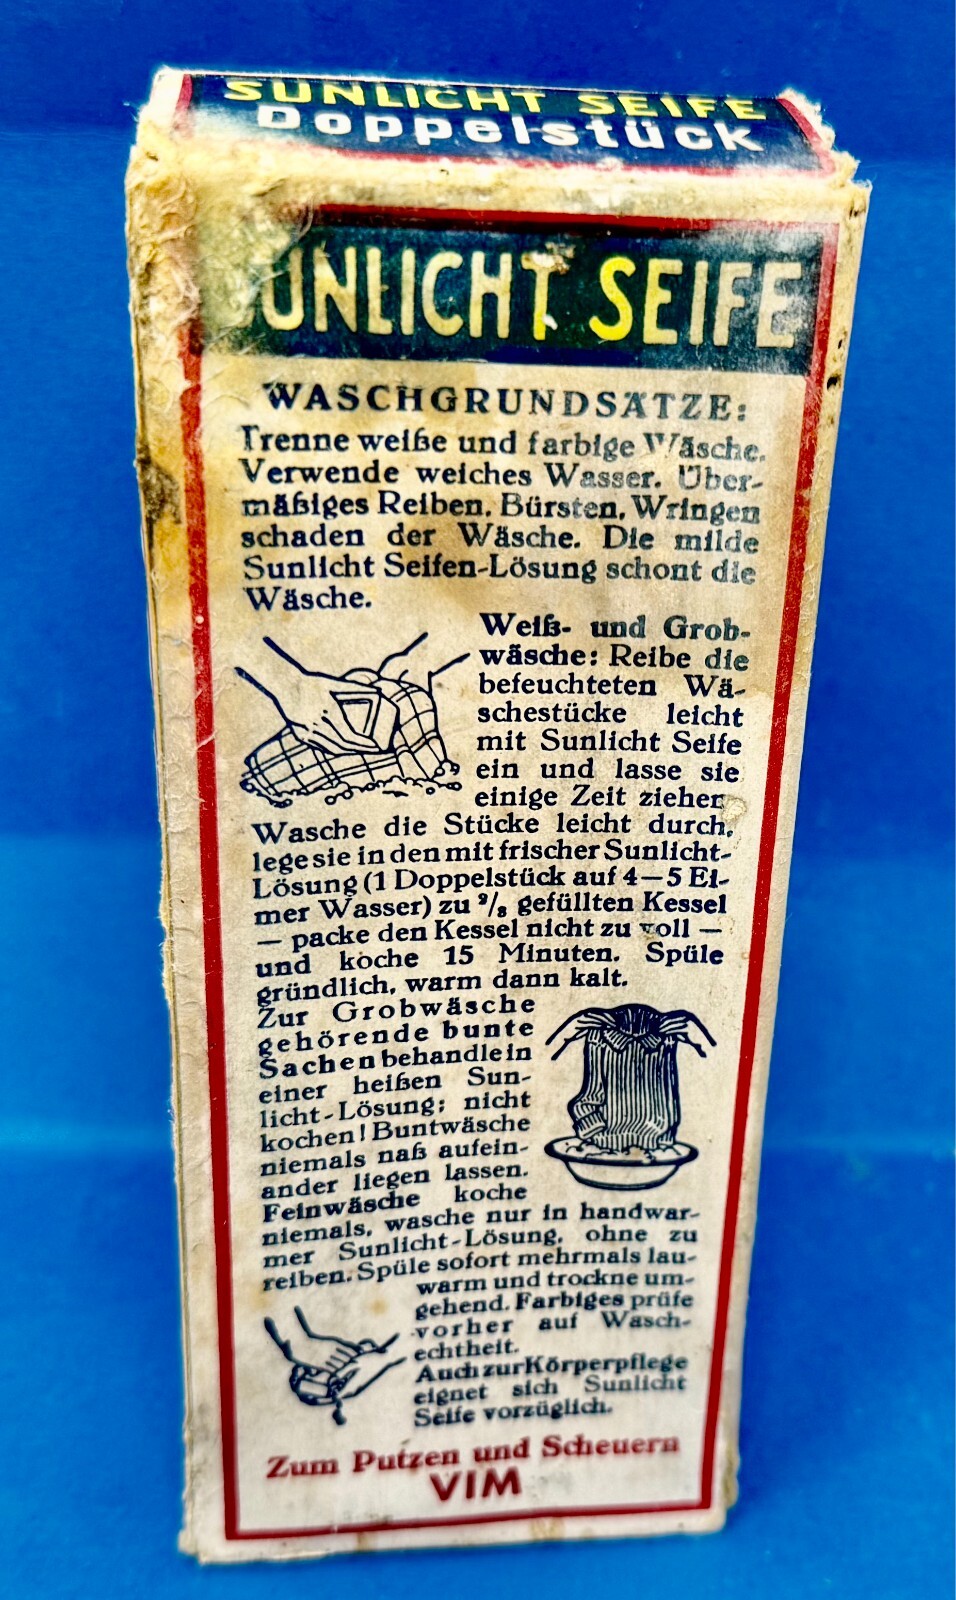 SUNLICHT SEIFE
Doppelstück
SUNLICHT SEIFE
WASCHGRUNDSÄTZE:
Trenne weiße und farbige Wäsche.
Verwende weiches Wasser. Über-
mäßiges Reiben, Bürsten, Wringen
schaden der Wäsche. Die milde
Sunlicht Seifen-Lösung schont die
Wäsche.
Weiß- und Grob-
wäsche: Reibe die
befeuchteten Wä-
schestücke leicht
mit Sunlicht Seife
ein und lasse sie
einige Zeit ziehen.
Wasche die Stücke leicht durch,
lege sie in den mit frischer Sunlicht-
Lösung (1 Doppelstück auf 4—5 Ei-
mer Wasser) zu ²/₃ gefüllten Kessel
— packe den Kessel nicht zu voll —
und koche 15 Minuten. Spüle
gründlich, warm dann kalt.
Zur Grobwäsche
gehörende bunte
Sachen behandle in
einer heißen Sun-
licht-Lösung; nicht
kochen! Buntwäsche
niemals naß aufein-
ander liegen lassen.
Feinwäsche koche
niemals, wasche nur in handwar-
mer Sunlicht-Lösung, ohne zu
reiben. Spüle sofort mehrmals lau-
warm und trockne um-
gehend. Farbiges prüfe
vorher auf Wasch-
echtheit.
Auch zur Körperpflege
eignet sich Sunlicht
Seife vorzüglich.
Zum Putzen und Scheuern
VIM